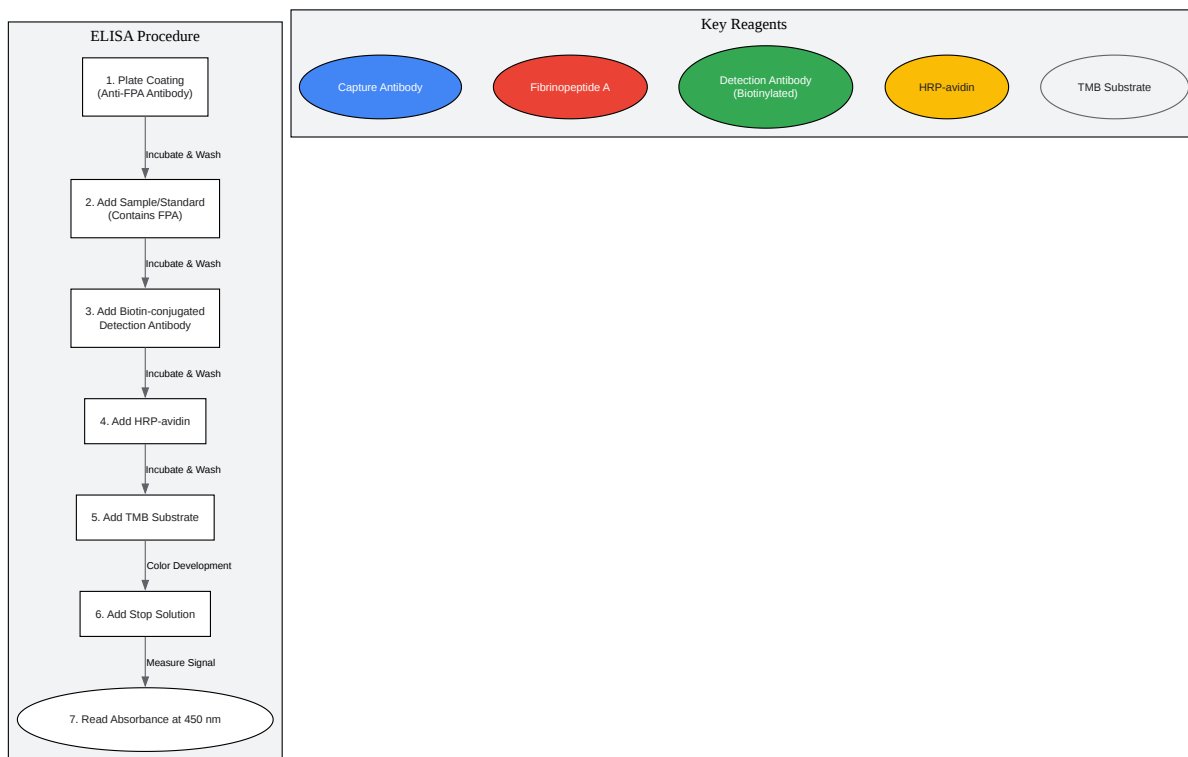 ELISA Procedure
1. Plate Coating
(Anti-FPA Antibody)
Incubate & Wash
2. Add Sample/Standard
(Contains FPA)
Incubate & Wash
3. Add Biotin-conjugated
Detection Antibody
Incubate & Wash
4. Add HRP-avidin
Incubate & Wash
5. Add TMB Substrate
Color Development
6. Add Stop Solution
Measure Signal
7. Read Absorbance at 450 nm
Key Reagents
Capture Antibody
Fibrinopeptide A
Detection Antibody
(Biotinylated)
HRP-avidin
TMB Substrate